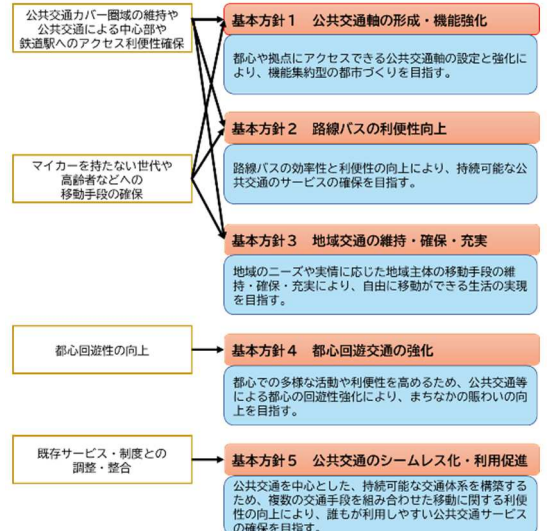 公共交通カバー圏域の維持や
公共交通による中心部や
鉄道駅へのアクセス利便性確保
基本方針１　公共交通軸の形成・機能強化
都心や拠点にアクセスできる公共交通軸の設定と強化に
より、機能集約型の都市づくりを目指す。
基本方針２　路線バスの利便性向上
マイカーを持たない世代や
高齢者などへの
移動手段の確保
路線バスの効率性と利便性の向上により、持続可能な公
共交通のサービスの確保を目指す。
基本方針３　地域交通の維持・確保・充実
地域のニーズや実情に応じた地域主体の移動手段の維
持・確保・充実により、自由に移動ができる生活の実現
を目指す。
都心回遊性の向上
基本方針４　都心回遊交通の強化
都心での多様な活動や利便性を高めるため、公共交通等
による都心の回遊性強化により、まちなかの賑わいの向
上を目指す。
既存サービス・制度との
調整・整合
基本方針５　公共交通のシームレス化・利用促進
公共交通を中心とした、持続可能な交通体系を構築する
ため、複数の交通手段を組み合わせた移動に関する利便
性の向上により、誰もが利用しやすい公共交通サービス
の確保を目指す。